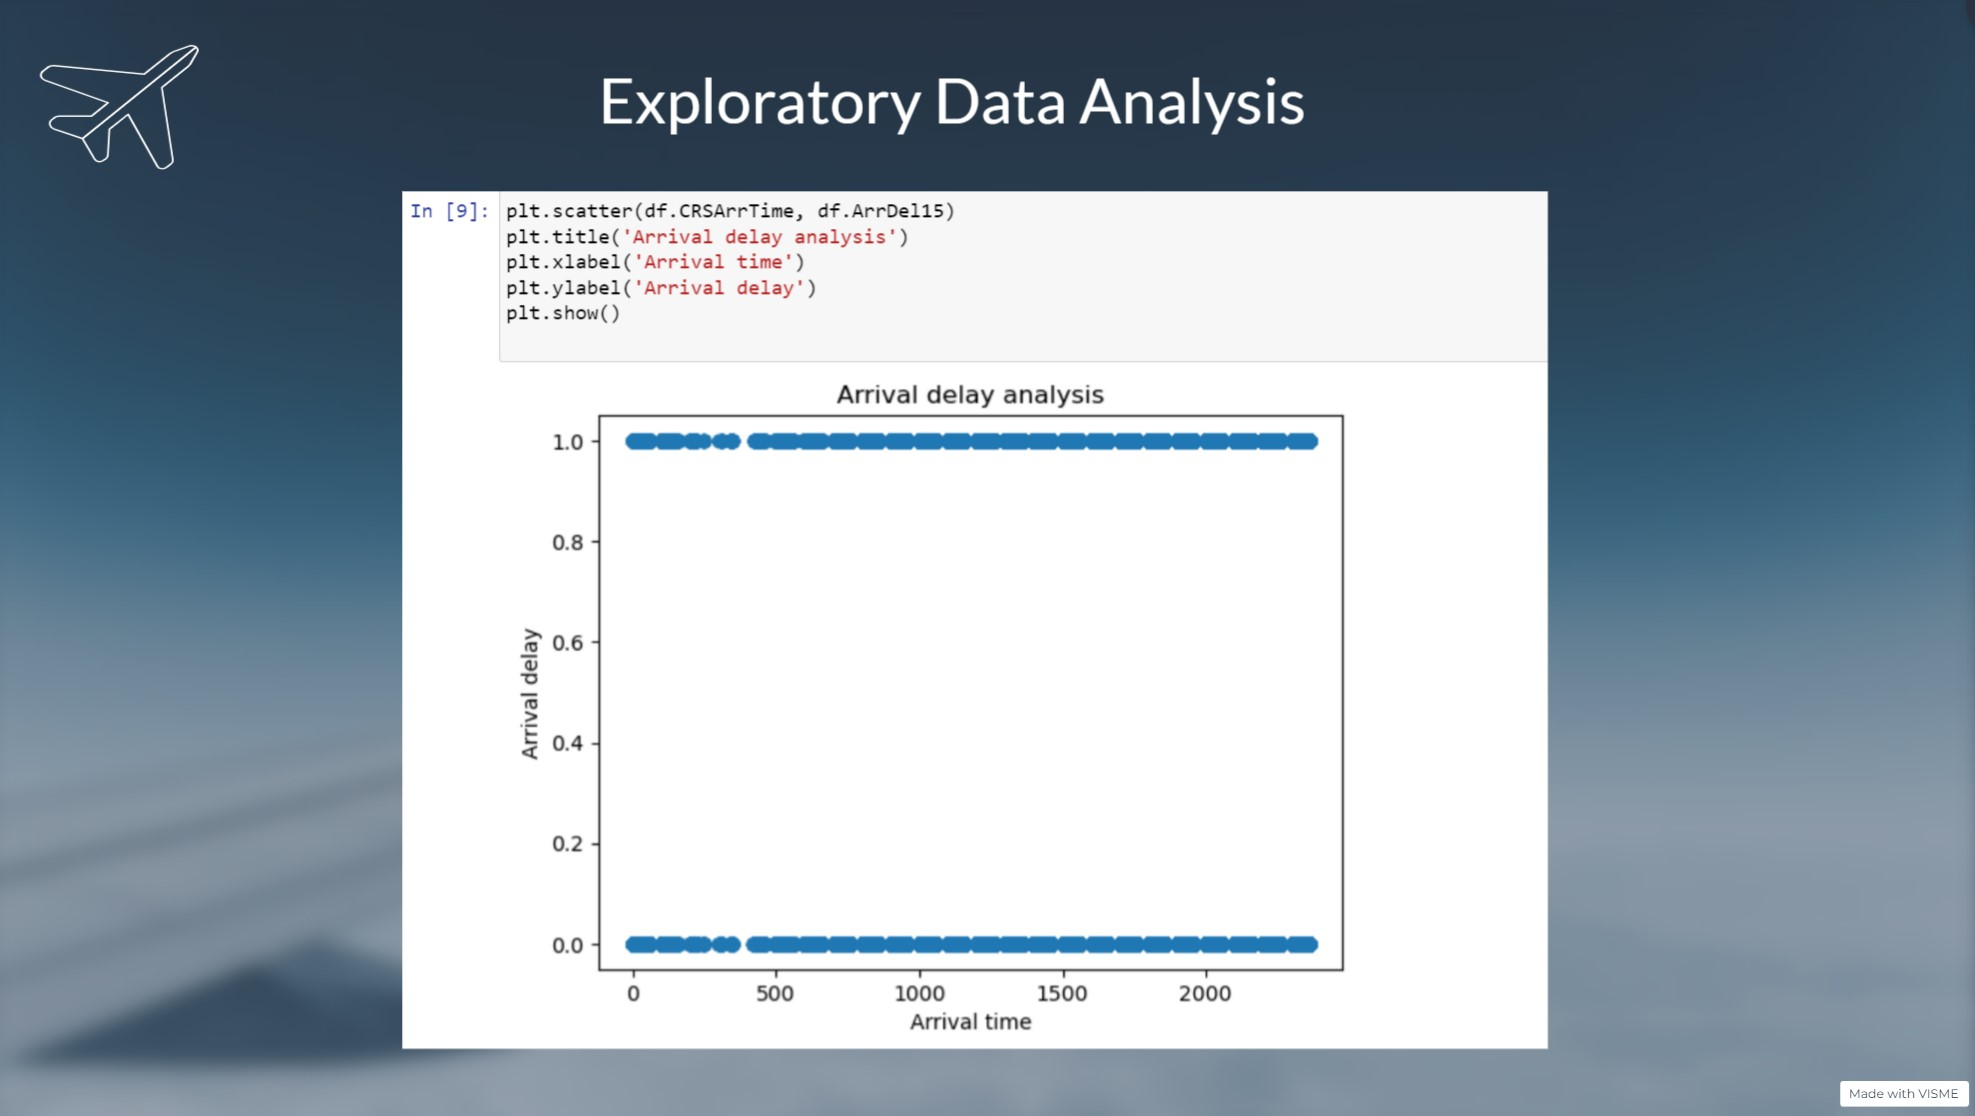 Exploratory Data Analysis
In [9]: plt.scatter(df.CRSArrTime, df.ArrDel15)
plt.title('Arrival delay analysis')
plt.xlabel('Arrival time')
plt.ylabel('Arrival delay')
plt.show()
Arrival delay analysis
1.0
0.8
0.6
0.4
0.2
0.0
Arrival delay
0 500 1000 1500 2000
Arrival time
Made with VISME